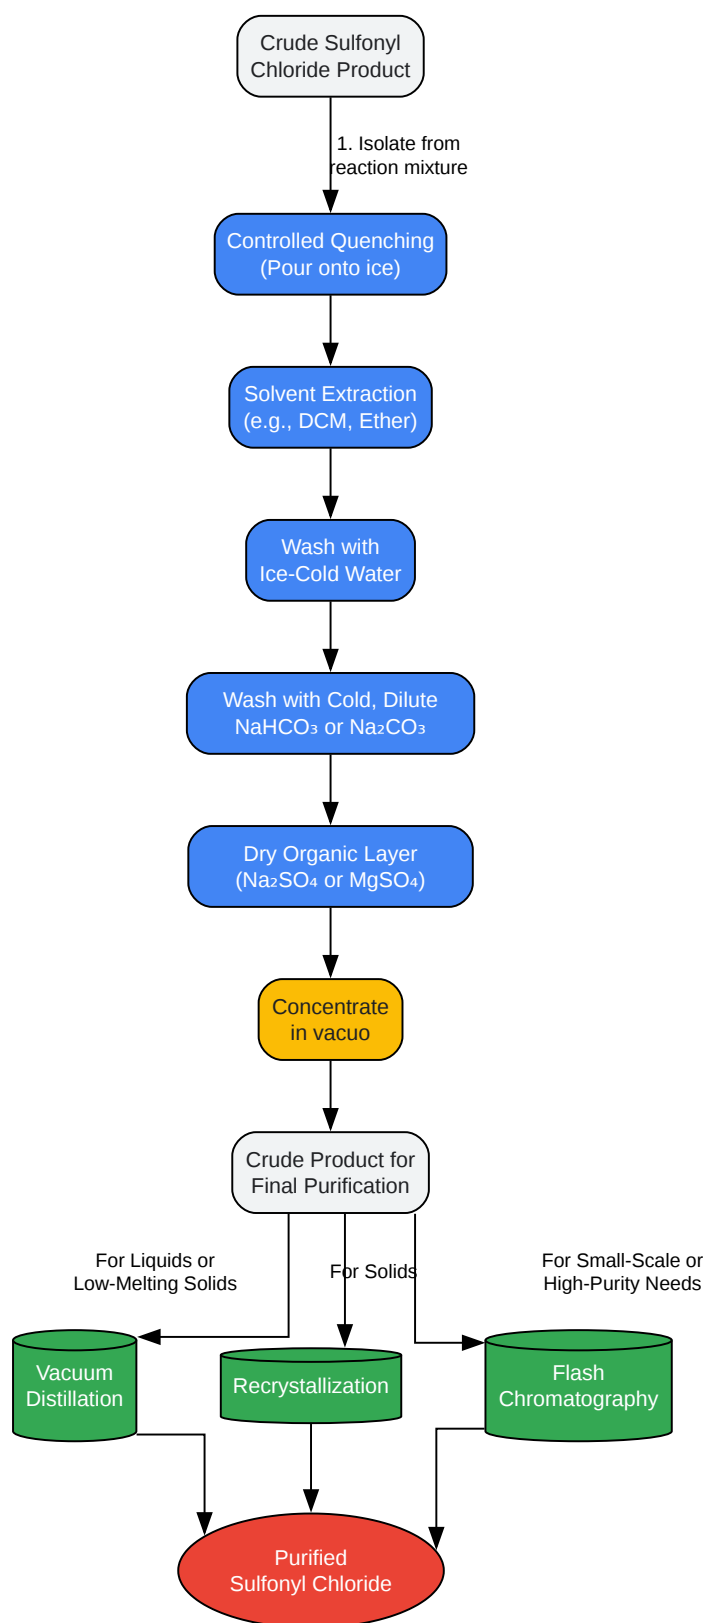 Crude Sulfonyl
Chloride Product
1. Isolate from
reaction mixture
Controlled Quenching
(Pour onto ice)
Solvent Extraction
(e.g., DCM, Ether)
Wash with
Ice-Cold Water
Wash with Cold, Dilute
NaHCO₃ or Na₂CO₃
Dry Organic Layer
(Na₂SO₄ or MgSO₄)
Concentrate
in vacuo
Crude Product for
Final Purification
For Liquids or
Low-Melting Solids
For Solids
For Small-Scale or
High-Purity Needs
Vacuum
Distillation
Recrystallization
Flash
Chromatography
Purified
Sulfonyl Chloride